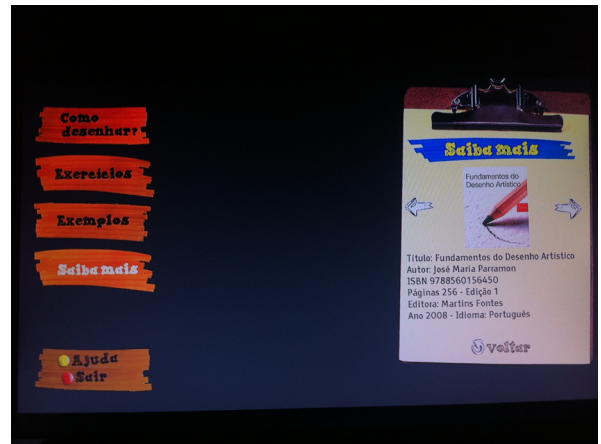 Como
desenhar?
Exercicios
Exemplos
Saiba mais
Ajuda
Sair
Saiba mais
Fundamentos do
Desenho Artístico
Título: Fundamentos do Desenho Artístico
Autor: José Maria Parramon
ISBN 9788560156450
Páginas 256 - Edição 1
Editora: Martins Fontes
Ano 2008 - Idioma: Português
voltar